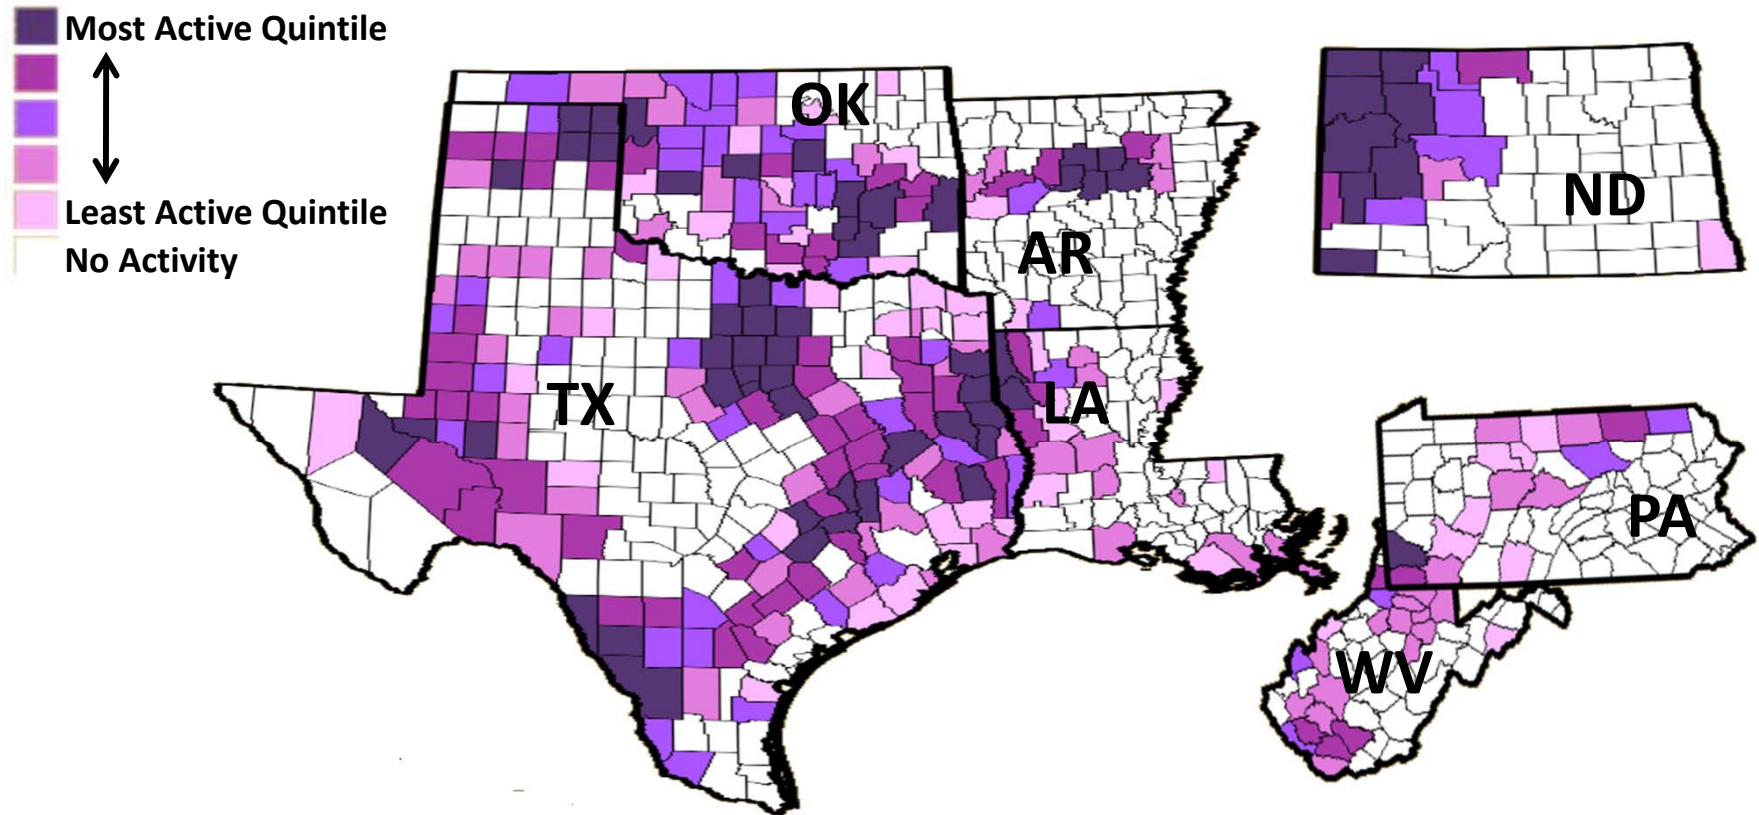 Most Active Quintile
Least Active Quintile
No Activity
OK
AR
TX
LA
ND
PA
WV